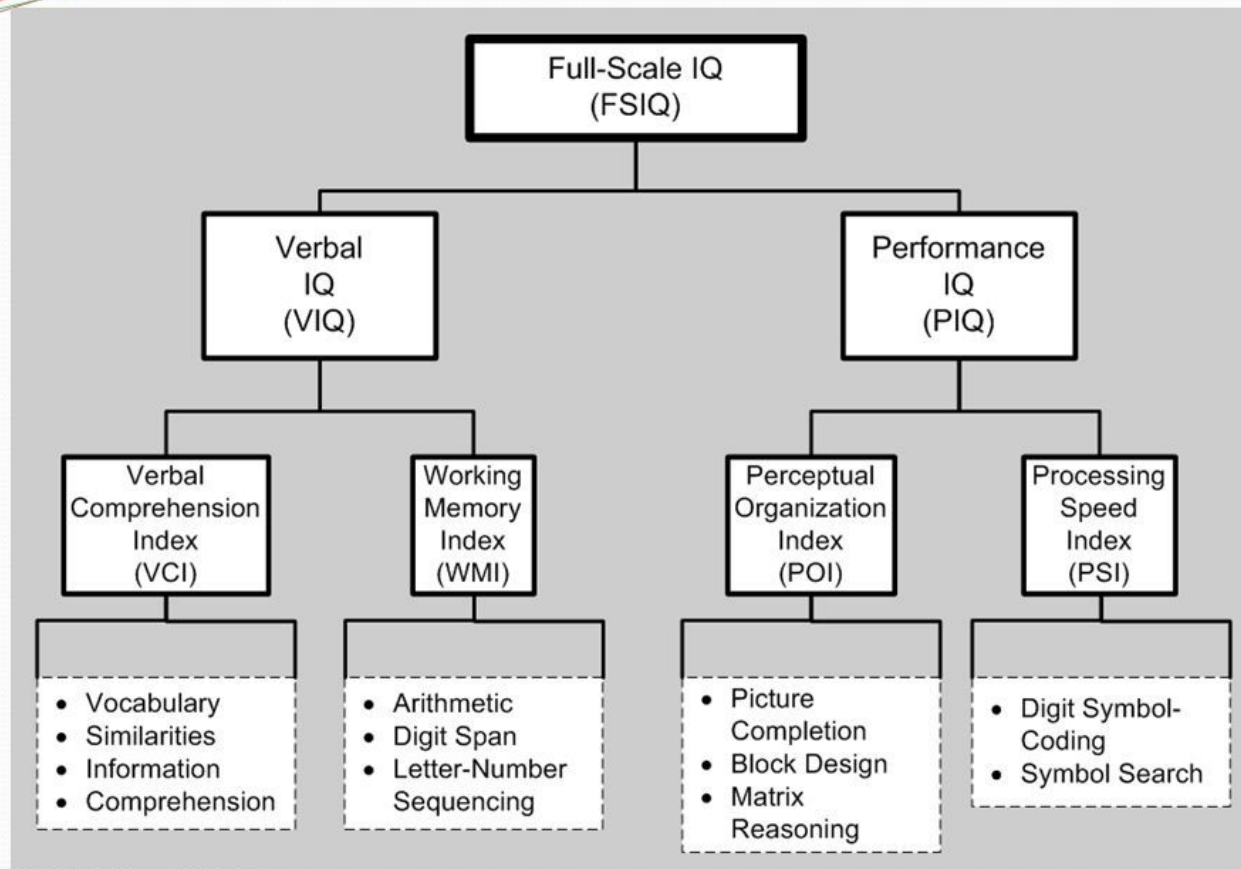 Full-Scale IQ
(FSIQ)
Verbal
IQ
(VIQ)
Performance
IQ
(PIQ)
Verbal
Comprehension
Index
(VCI)
Working
Memory
Index
(WMI)
Perceptual
Organization
Index
(POI)
Processing
Speed
Index
(PSI)
• Vocabulary
• Similarities
• Information
• Comprehension
• Arithmetic
• Digit Span
• Letter-Number
Sequencing
• Picture
Completion
• Block Design
• Matrix
Reasoning
• Digit Symbol-
Coding
• Symbol Search